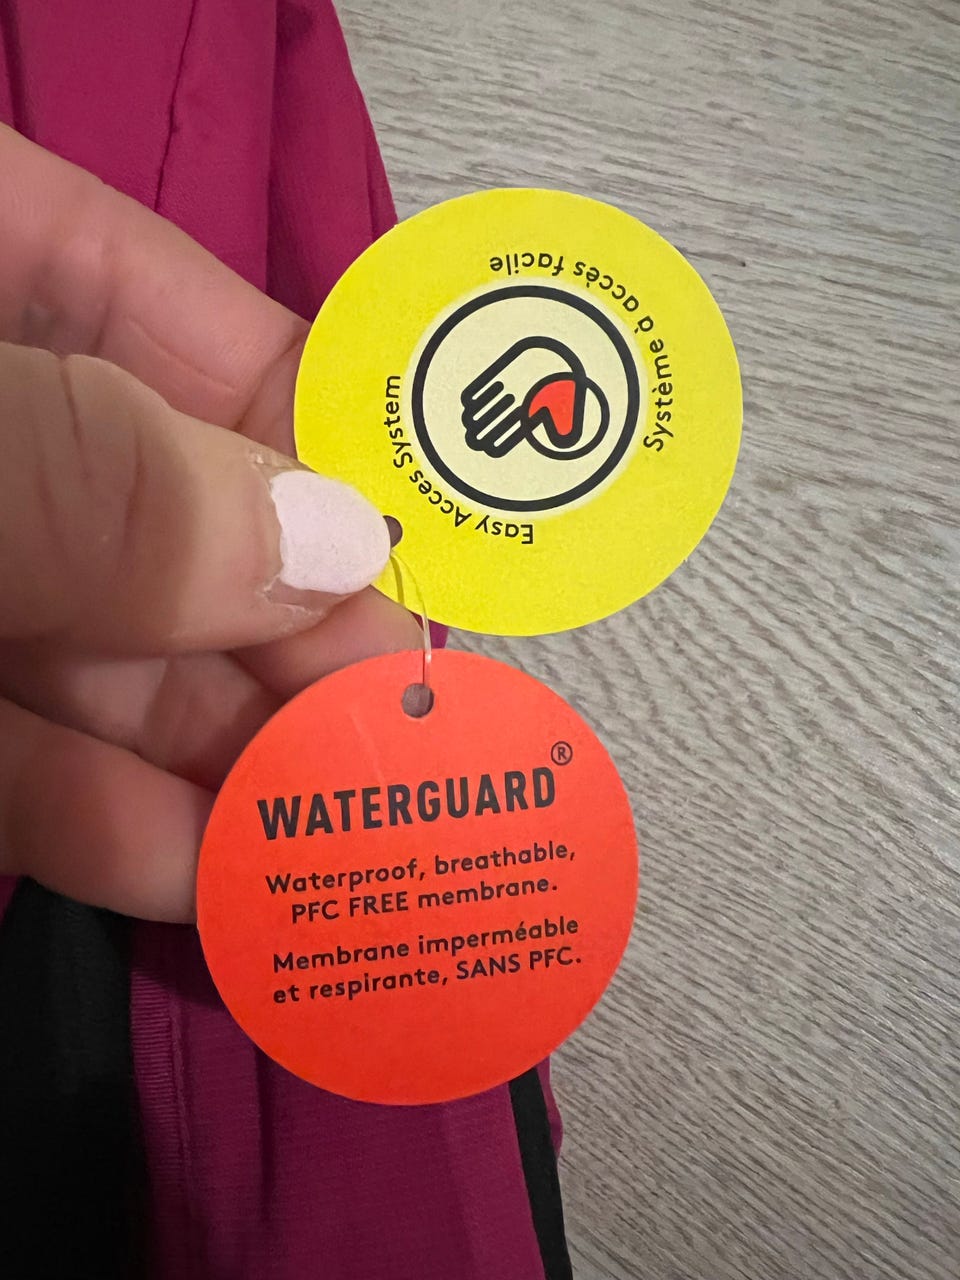 Système à accès facile
Easy Acces System
WATERGUARD®
Waterproof, breathable,
PFC FREE membrane.
Membrane imperméable
et respirante, SANS PFC.